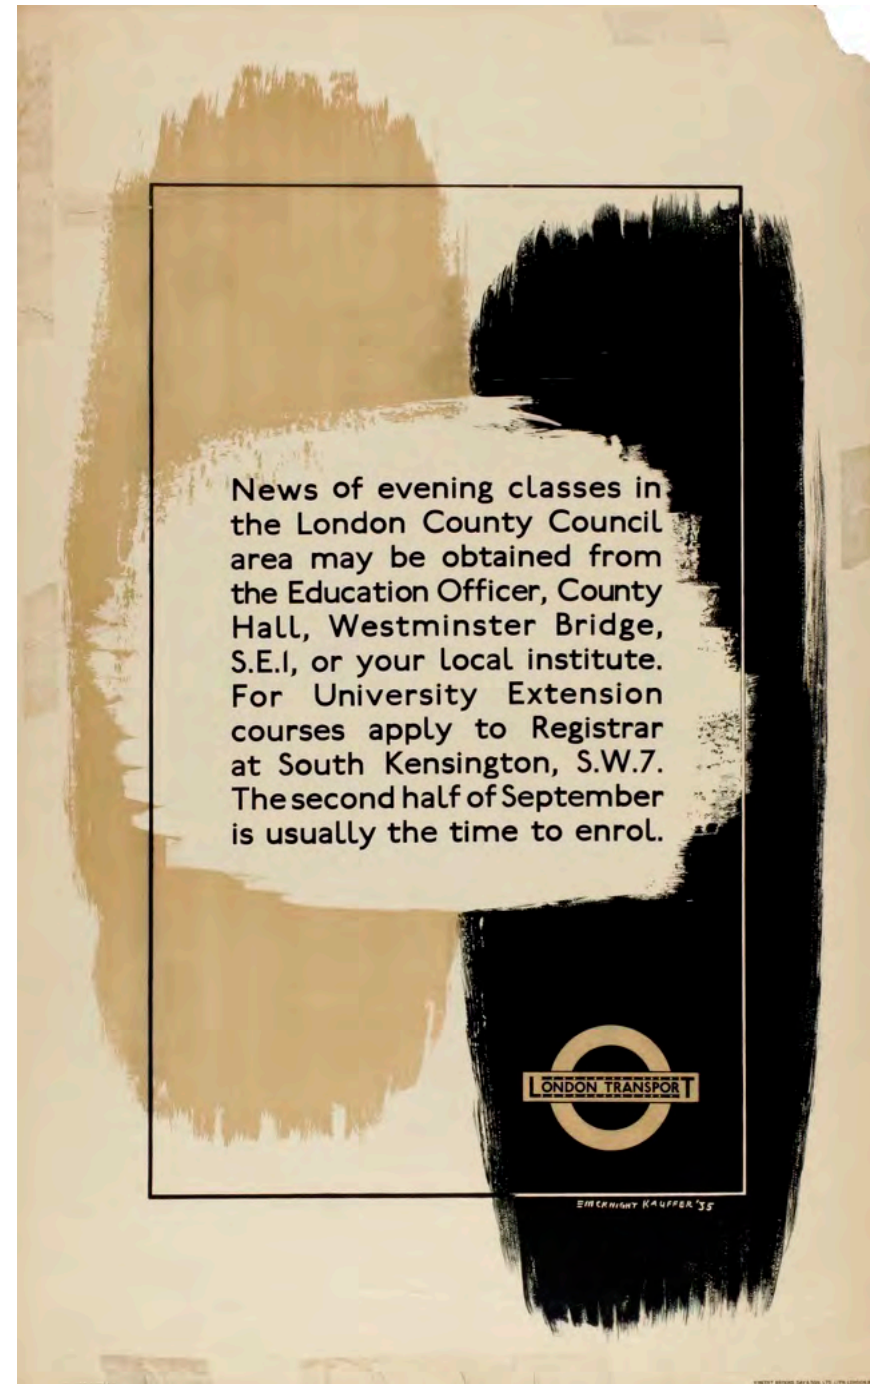 News of evening classes in
the London County Council
area may be obtained from
the Education Officer, County
Hall, Westminster Bridge,
S.E.1, or your local institute.
For University Extension
courses apply to Registrar
at South Kensington, S.W.7.
The second half of September
is usually the time to enrol.
LONDON TRANSPORT
E MCKNIGHT KAUFFER '35